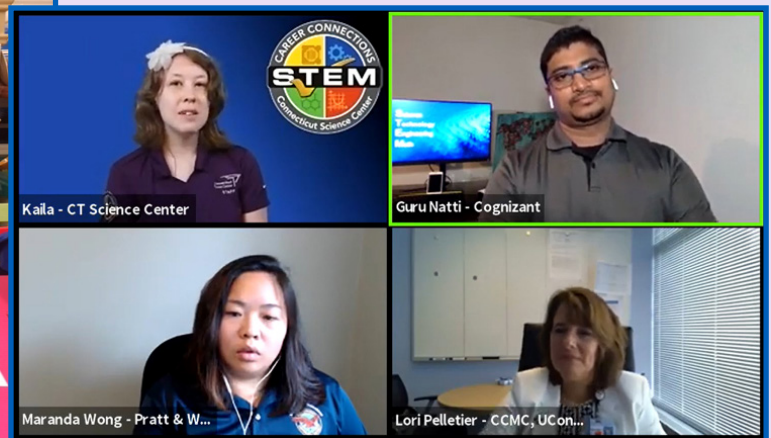 CAREER CONNECTIONS
STEM
Connecticut Science Center
Kaila - CT Science Center
Science
Technology
Engineering
Math
Guru Natti - Cognizant
Maranda Wong - Pratt & W...
Lori Pelletier - CCMC, UCon...